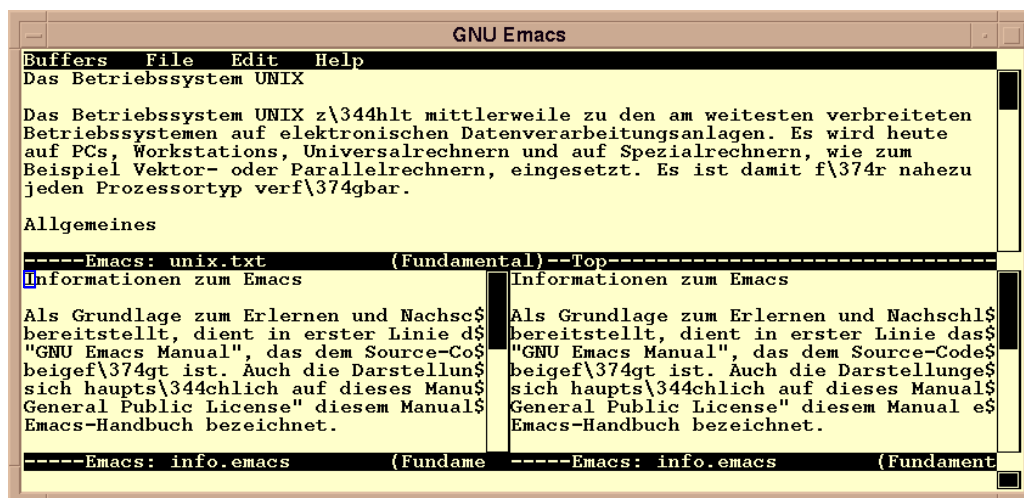 GNU Emacs
Buffers File Edit Help
Das Betriebssystem UNIX
Das Betriebssystem UNIX z\344hlt mittlerweile zu den am weitesten verbreiteten
Betriebssystemen auf elektronischen Datenverarbeitungsanlagen. Es wird heute
auf PCs, Workstations, Universalrechnern und auf Spezialrechnern, wie zum
Beispiel Vektor- oder Parallelrechnern, eingesetzt. Es ist damit f\374r nahezu
jeden Prozessortyp verf\374gbar.
Allgemeines
-----Emacs: unix.txt (Fundamental)--Top--------------------------------
Informationen zum Emacs
Als Grundlage zum Erlernen und Nachsc$
bereitstellt, dient in erster Linie d$
"GNU Emacs Manual", das dem Source-Co$
beigef\374gt ist. Auch die Darstellun$
sich haupts\344chlich auf dieses Manu$
General Public License" diesem Manual$
Emacs-Handbuch bezeichnet.
-----Emacs: info.emacs (Fundame
Informationen zum Emacs
Als Grundlage zum Erlernen und Nachschl$
bereitstellt, dient in erster Linie das$
"GNU Emacs Manual", das dem Source-Code$
beigef\374gt ist. Auch die Darstellunge$
sich haupts\344chlich auf dieses Manual$
General Public License" diesem Manual e$
Emacs-Handbuch bezeichnet.
-----Emacs: info.emacs (Fundament